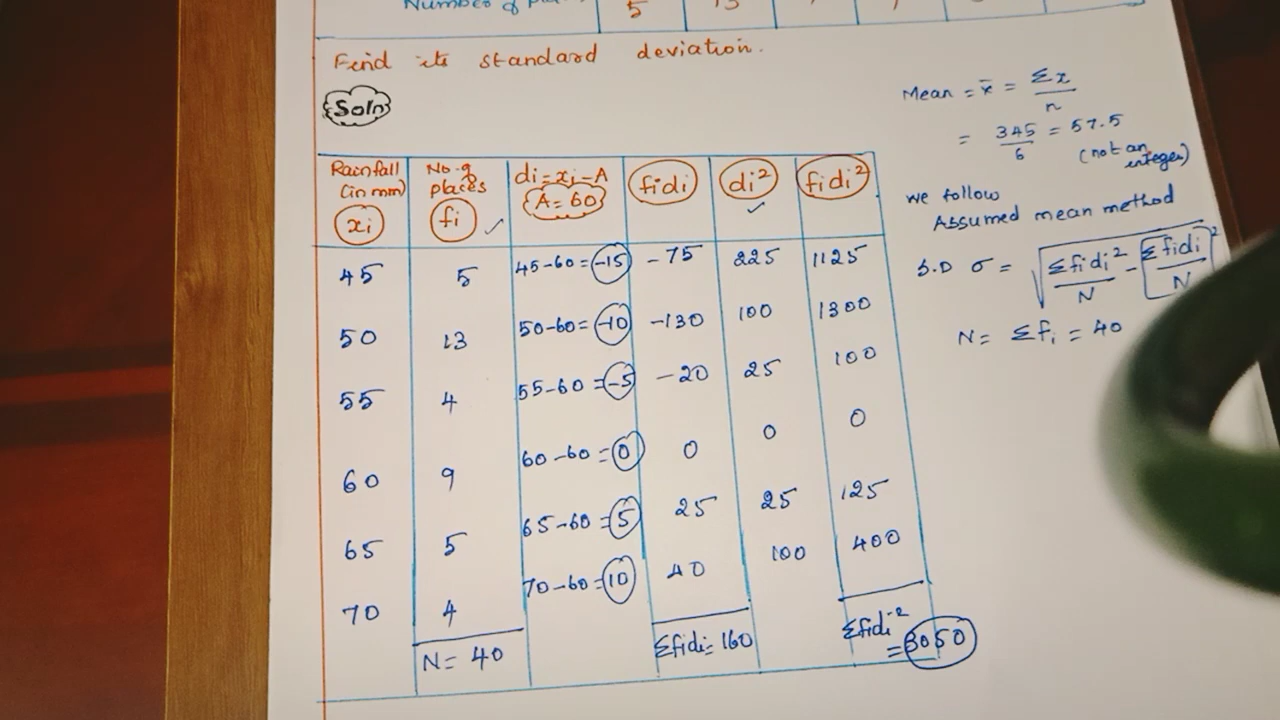 Number of
5 13
Find its standard deviation.
Soln
Mean = x̄ = Σx/n
= 345/6 = 57.5
(not an integer)
we follow
Assumed mean method
S.D σ = √(Σfidi²/N − (Σfidi/N)²)
N = Σfi = 40
Rainfall (in mm) xi | No. of places fi | di = xi - A A = 60 | fidi | di² | fidi²
45 | 5 | 45-60 = -15 | -75 | 225 | 1125
50 | 13 | 50-60 = -10 | -130 | 100 | 1300
55 | 4 | 55-60 = -5 | -20 | 25 | 100
60 | 9 | 60-60 = 0 | 0 | 0 | 0
65 | 5 | 65-60 = 5 | 25 | 25 | 125
70 | 4 | 70-60 = 10 | 40 | 100 | 400
N = 40 | Σfidi = 160 | Σfidi² = 3050